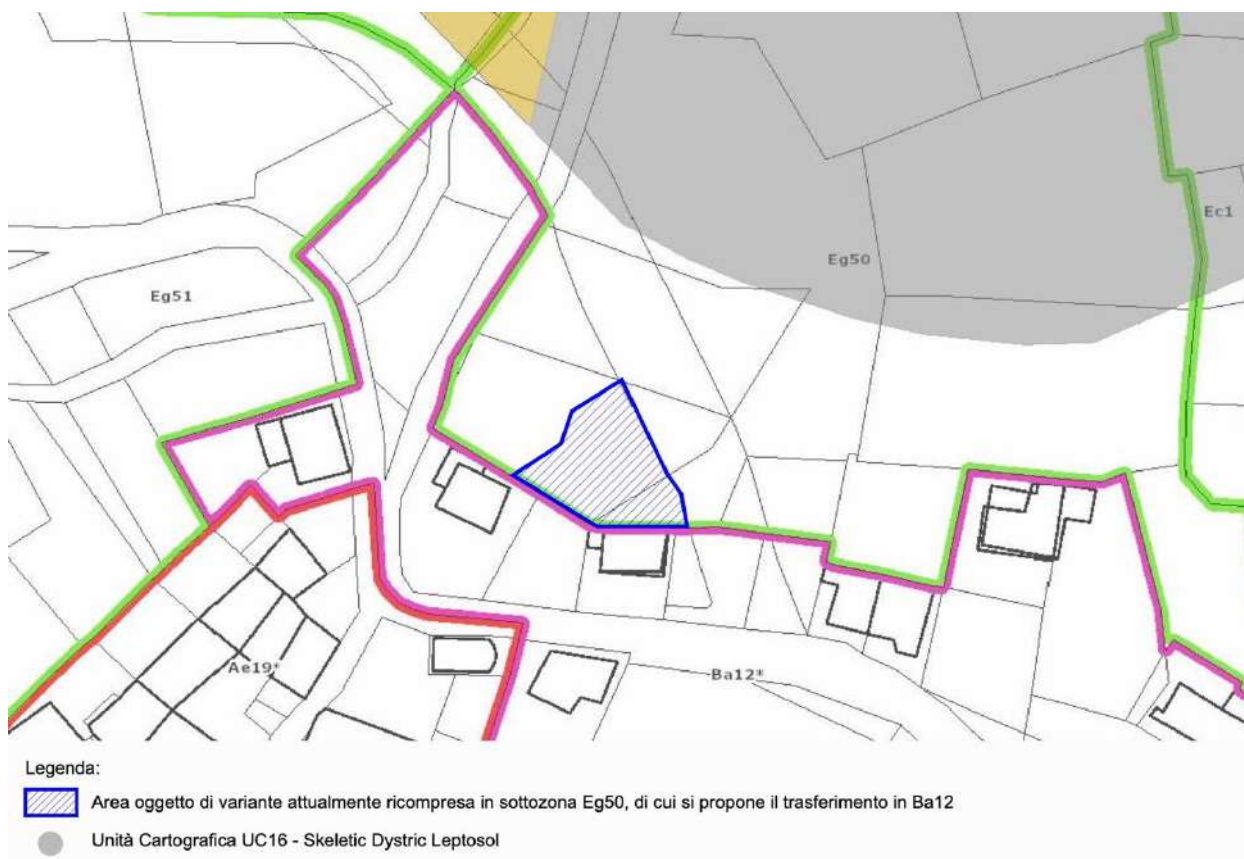 Ec1
Eg50
Eg51
Ae19*
Ba12*
Legenda:
Area oggetto di variante attualmente ricompresa in sottozona Eg50, di cui si propone il trasferimento in Ba12
Unità Cartografica UC16 - Skeletic Dystric Leptosol